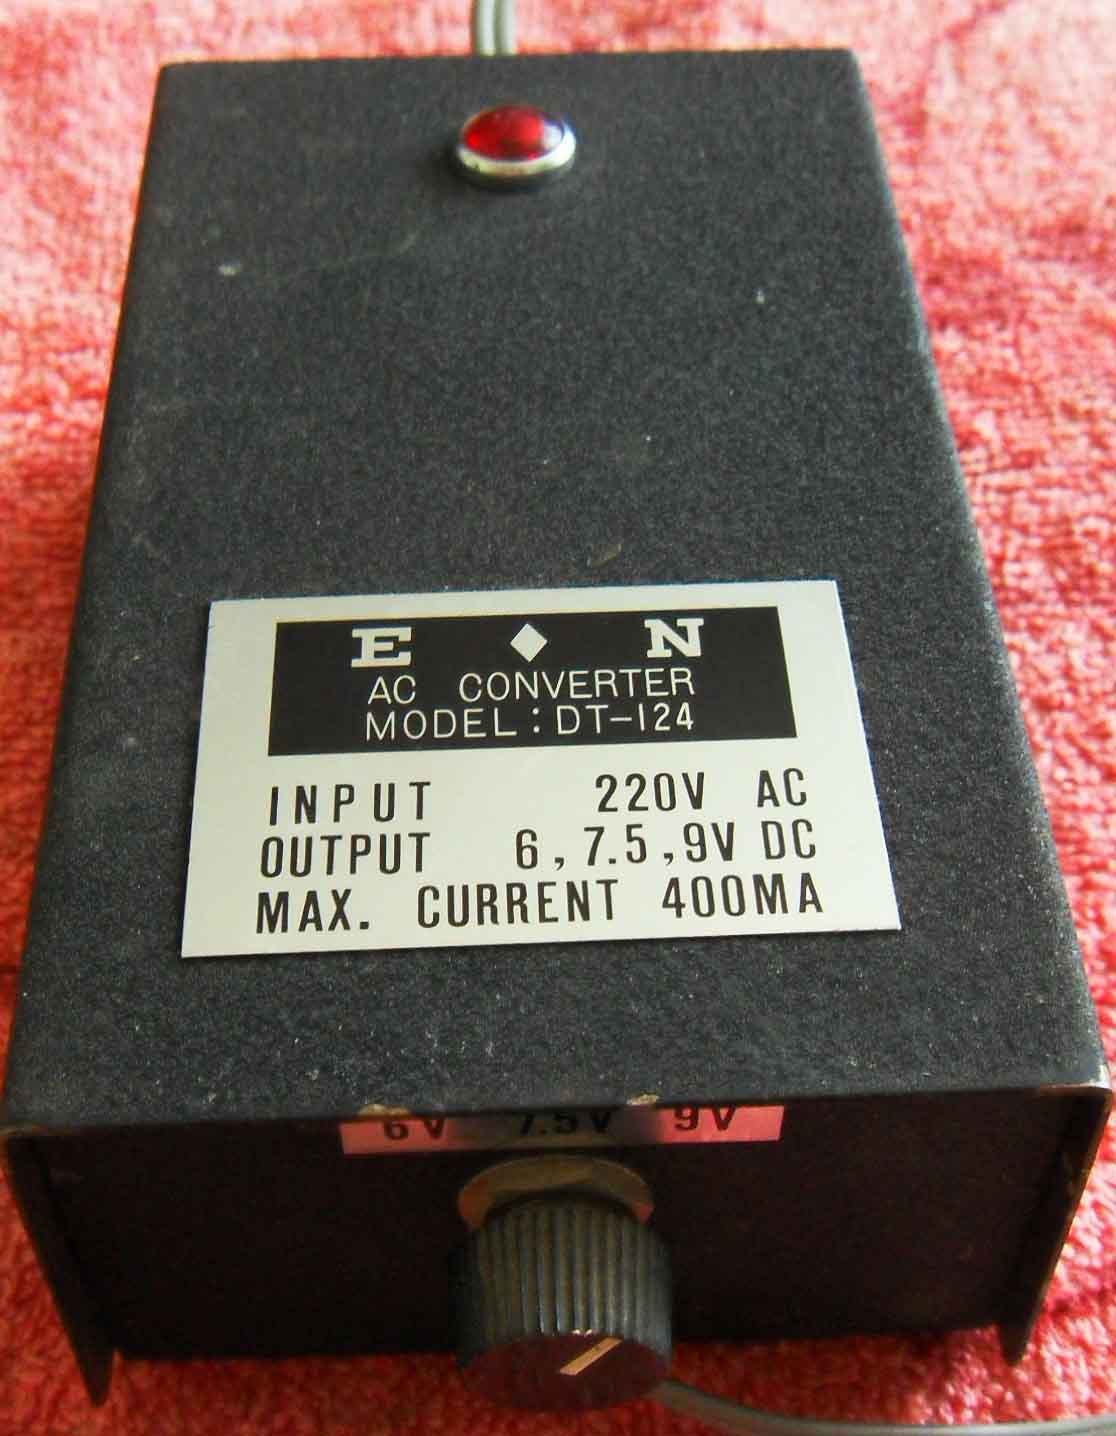 E ◆ N
AC CONVERTER
MODEL : DT-124
INPUT 220V AC
OUTPUT 6, 7.5, 9V DC
MAX. CURRENT 400MA
6V 7.5V 9V